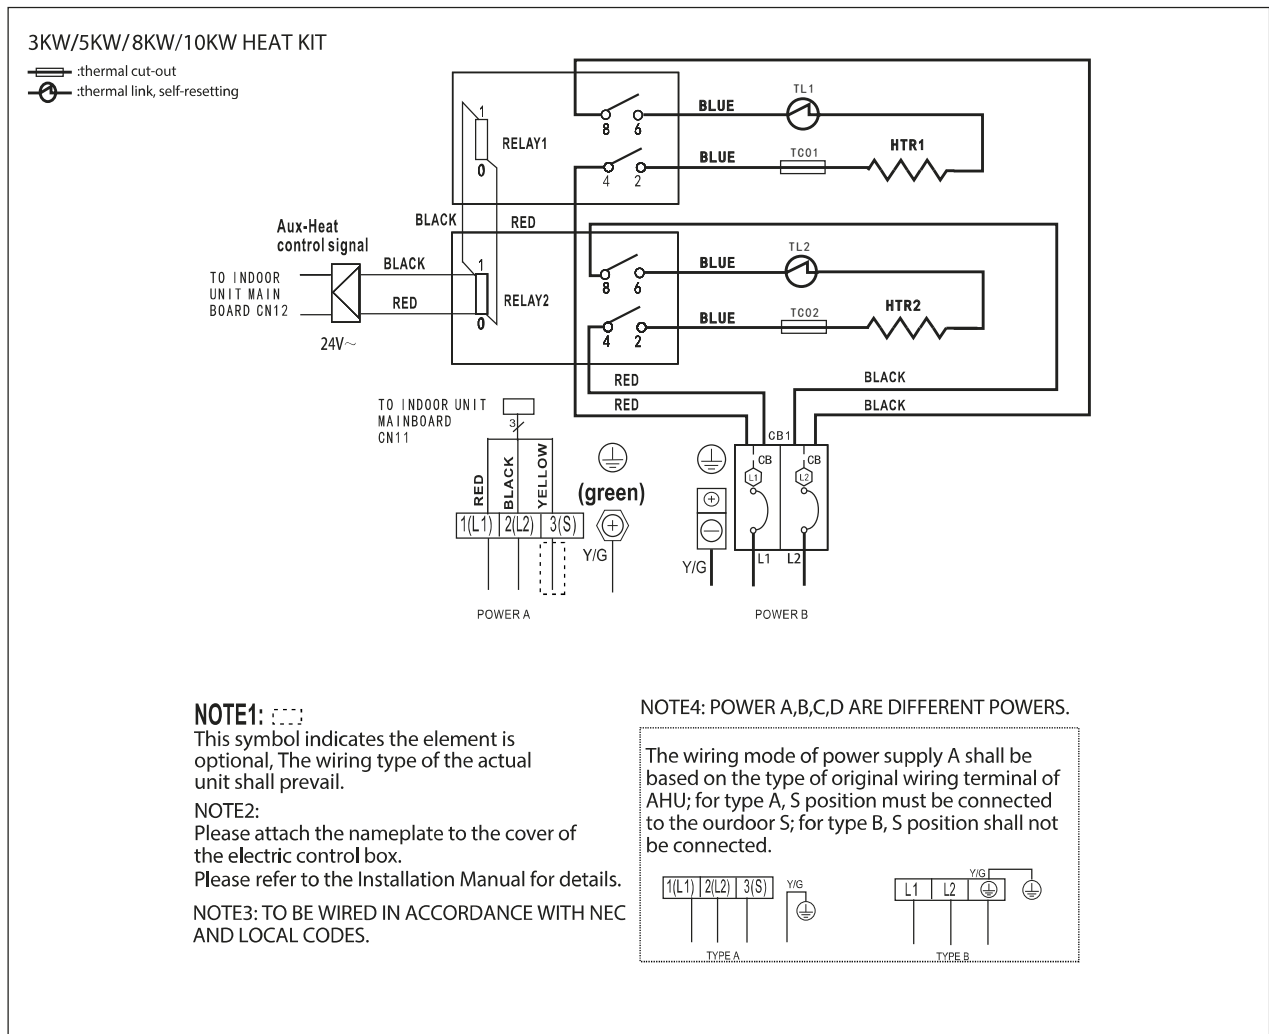 3KW/5KW/8KW/10KW HEAT KIT
:thermal cut-out
:thermal link, self-resetting
TL1
BLUE
8 6
1
RELAY1
0
BLUE
TCO1
HTR1
4 2
BLACK
RED
Aux-Heat
control signal
TO INDOOR
UNIT MAIN
BOARD CN12
BLACK
RED
24V~
1
RELAY2
0
TL2
BLUE
8 6
BLUE
TCO2
HTR2
4 2
RED
BLACK
RED
BLACK
TO INDOOR UNIT
MAINBOARD
CN11
3
RED
BLACK
YELLOW
(green)
1(L1) 2(L2) 3(S)
Y/G
POWER A
CB1
CB CB
L1 L2
Y/G
L1 L2
POWER B
NOTE1:
This symbol indicates the element is
optional, The wiring type of the actual
unit shall prevail.
NOTE2:
Please attach the nameplate to the cover of
the electric control box.
Please refer to the Installation Manual for details.
NOTE3: TO BE WIRED IN ACCORDANCE WITH NEC
AND LOCAL CODES.
NOTE4: POWER A,B,C,D ARE DIFFERENT POWERS.
The wiring mode of power supply A shall be
based on the type of original wiring terminal of
AHU; for type A, S position must be connected
to the ourdoor S; for type B, S position shall not
be connected.
1(L1) 2(L2) 3(S)
Y/G
TYPE A
Y/G
L1 L2
TYPE B